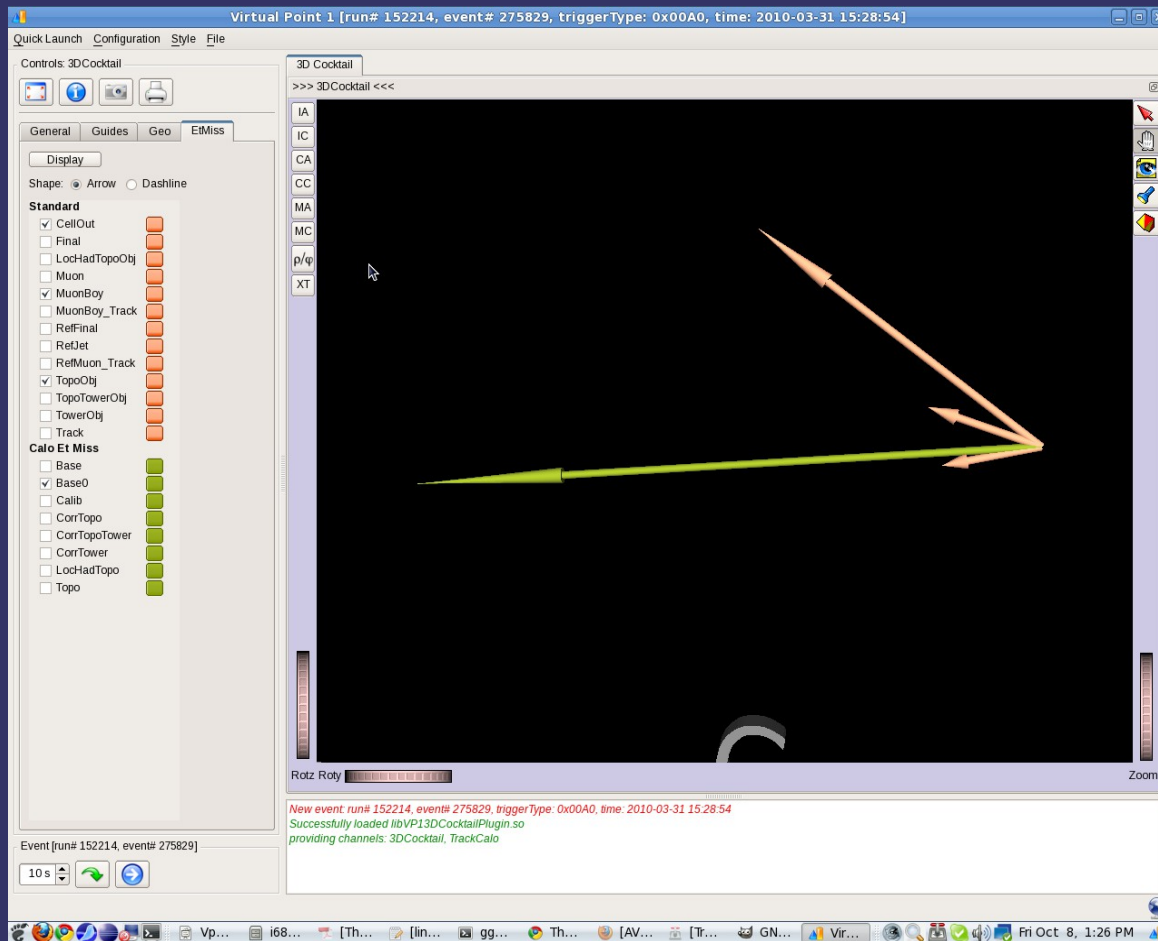 Virtual Point 1 [run# 152214, event# 275829, triggerType: 0x00A0, time: 2010-03-31 15:28:54]
Quick Launch Configuration Style File
Controls: 3DCocktail
General Guides Geo EtMiss
Display
Shape: Arrow Dashline
Standard
CellOut
Final
LocHadTopoObj
Muon
MuonBoy
MuonBoy_Track
RefFinal
RefJet
RefMuon_Track
TopoObj
TopoTowerObj
TowerObj
Track
Calo Et Miss
Base
Base0
Calib
CorrTopo
CorrTopoTower
CorrTower
LocHadTopo
Topo
Event [run# 152214, event# 275829]
10 s
3D Cocktail
>>> 3DCocktail <<<
IA
IC
CA
CC
MA
MC
ρ/φ
XT
Rotz Roty
Zoom
New event: run# 152214, event# 275829, triggerType: 0x00A0, time: 2010-03-31 15:28:54
Successfully loaded libVP13DCocktailPlugin.so
providing channels: 3DCocktail, TrackCalo
Vp... i68... [Th... [lin... gg... Th... [AV... [Tr... GN... Vir... Fri Oct 8, 1:26 PM